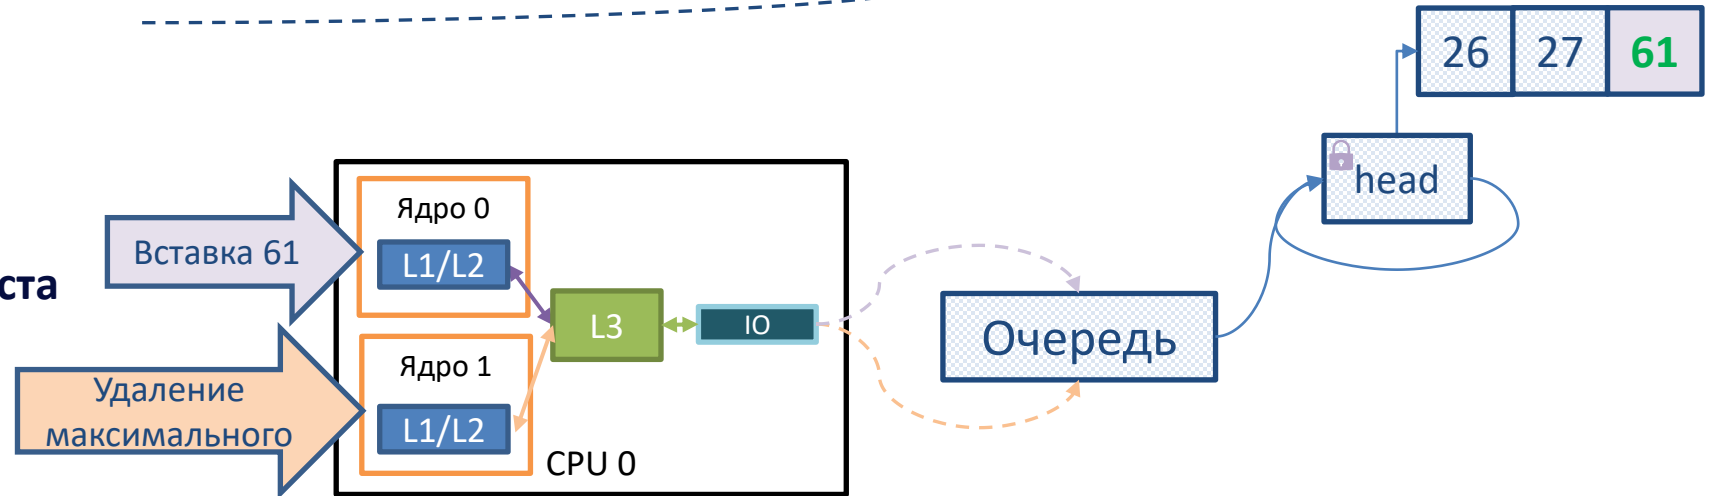 26 27 61
head
Ядро 0
Вставка 61
L1/L2
ста
L3
IO
Очередь
Ядро 1
Удаление
максимального
L1/L2
CPU 0